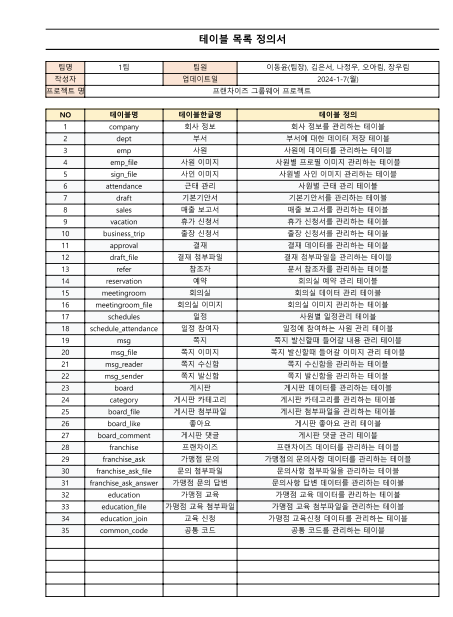 테이블 목록 정의서
팀명 1팀 팀원 이동윤(팀장), 김은서, 나정우, 오아림, 장우림
작성자 업데이트일 2024-1-7(월)
프로젝트 명 프랜차이즈 그룹웨어 프로젝트
NO 테이블명 테이블한글명 테이블 정의
1 company 회사 정보 회사 정보를 관리하는 테이블
2 dept 부서 부서에 대한 데이터 저장 테이블
3 emp 사원 사원에 데이터를 관리하는 테이블
4 emp_file 사원 이미지 사원별 프로필 이미지 관리하는 테이블
5 sign_file 사인 이미지 사원별 사인 이미지 관리하는 테이블
6 attendance 근태 관리 사원별 근태 관리 테이블
7 draft 기본기안서 기본기안서를 관리하는 테이블
8 sales 매출 보고서 매출 보고서를 관리하는 테이블
9 vacation 휴가 신청서 휴가 신청서를 관리하는 테이블
10 business_trip 출장 신청서 출장 신청서를 관리하는 테이블
11 approval 결재 결재 데이터를 관리하는 테이블
12 draft_file 결재 첨부파일 결재 첨부파일을 관리하는 테이블
13 refer 참조자 문서 참조자를 관리하는 테이블
14 reservation 예약 회의실 예약 관리 테이블
15 meetingroom 회의실 회의실 데이터 관리 테이블
16 meetingroom_file 회의실 이미지 회의실 이미지를 관리하는 테이블
17 schedules 일정 사원별 일정관리 테이블
18 schedule_attendance 일정 참여자 일정에 참여하는 사원 관리 테이블
19 msg 쪽지 쪽지 발신할때 들어갈 내용 관리 테이블
20 msg_file 쪽지 이미지 쪽지 발신할때 들어갈 이미지 관리 테이블
21 msg_reader 쪽지 수신함 쪽지 수신함을 관리하는 테이블
22 msg_sender 쪽지 발신함 쪽지 발신함을 관리하는 테이블
23 board 게시판 게시판 데이터를 관리하는 테이블
24 category 게시판 카테고리 게시판 카테고리를 관리하는 테이블
25 board_file 게시판 첨부파일 게시판 첨부파일을 관리하는 테이블
26 board_like 좋아요 게시판 좋아요 관리 테이블
27 board_comment 게시판 댓글 게시판 댓글 관리 테이블
28 franchise 프랜차이즈 프랜차이즈 데이터를 관리하는 테이블
29 franchise_ask 가맹점 문의 가맹점의 문의사항 데이터를 관리하는 테이블
30 franchise_ask_file 문의 첨부파일 문의사항 첨부파일을 관리하는 테이블
31 franchise_ask_answer 가맹점 문의 답변 문의사항 답변 데이터를 관리하는 테이블
32 education 가맹점 교육 가맹점 교육 데이터를 관리하는 테이블
33 education_file 가맹점 교육 첨부파일 가맹점 교육 첨부파일을 관리하는 테이블
34 education_join 교육 신청 가맹점 교육신청 데이터를 관리하는 테이블
35 common_code 공통 코드 공통 코드를 관리하는 테이블